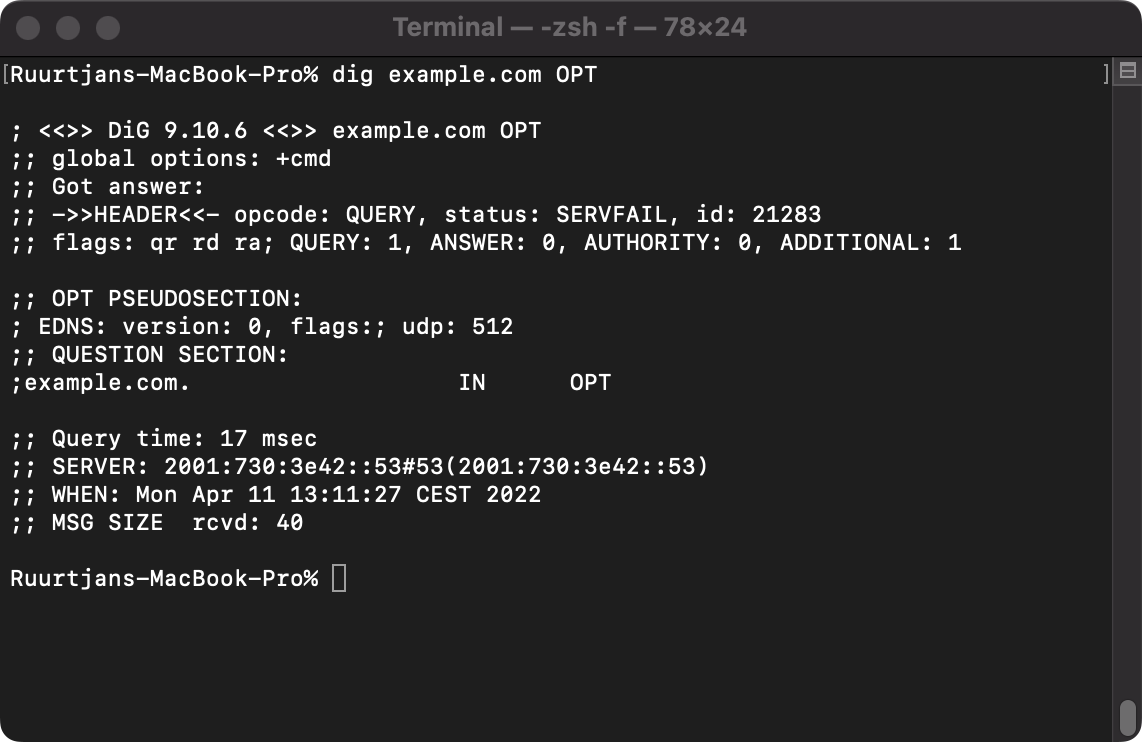 Terminal — -zsh -f — 78×24
[Ruurtjans-MacBook-Pro% dig example.com OPT ]
; <<>> DiG 9.10.6 <<>> example.com OPT
;; global options: +cmd
;; Got answer:
;; ->>HEADER<<- opcode: QUERY, status: SERVFAIL, id: 21283
;; flags: qr rd ra; QUERY: 1, ANSWER: 0, AUTHORITY: 0, ADDITIONAL: 1
;; OPT PSEUDOSECTION:
; EDNS: version: 0, flags:; udp: 512
;; QUESTION SECTION:
;example.com. IN OPT
;; Query time: 17 msec
;; SERVER: 2001:730:3e42::53#53(2001:730:3e42::53)
;; WHEN: Mon Apr 11 13:11:27 CEST 2022
;; MSG SIZE  rcvd: 40
Ruurtjans-MacBook-Pro%